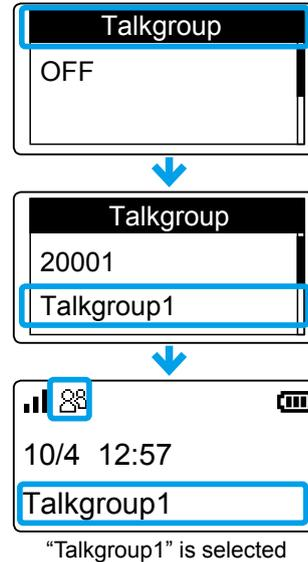 Talkgroup
OFF
Talkgroup
20001
Talkgroup1
10/4 12:57
Talkgroup1
“Talkgroup1” is selected